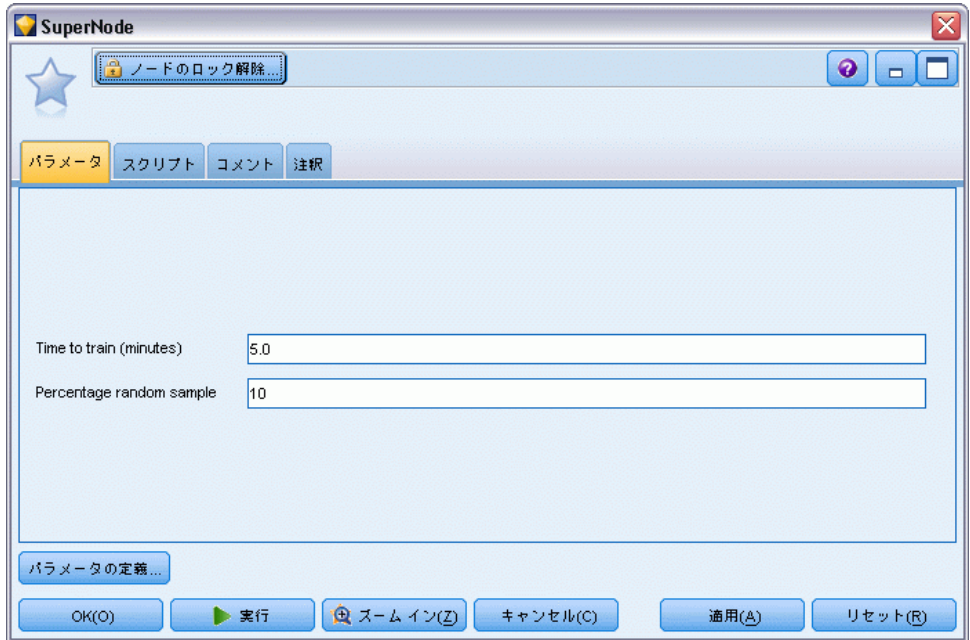 SuperNode
ノードのロック解除...
パラメータ スクリプト コメント 注釈
Time to train (minutes) 5.0
Percentage random sample 10
パラメータの定義...
OK(O) 実行 ズーム イン(Z) キャンセル(C) 適用(A) リセット(R)